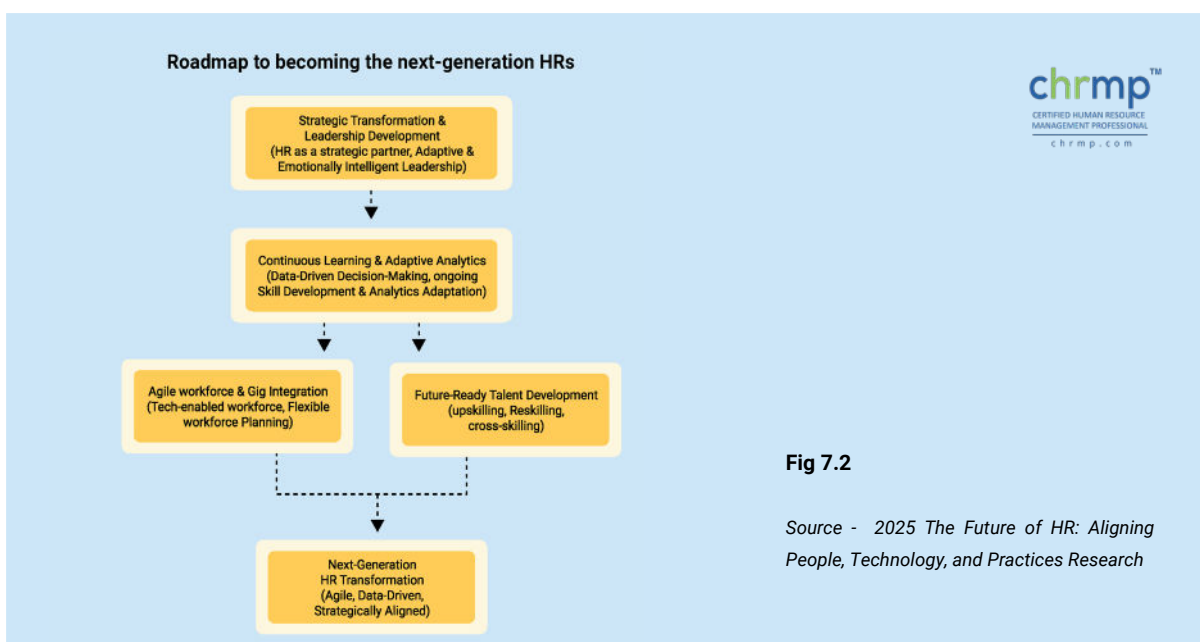 Roadmap to becoming the next-generation HRs
chrmp™
CERTIFIED HUMAN RESOURCE
MANAGEMENT PROFESSIONAL
chrmp.com
Strategic Transformation &
Leadership Development
(HR as a strategic partner, Adaptive &
Emotionally Intelligent Leadership)
Continuous Learning & Adaptive Analytics
(Data-Driven Decision-Making, ongoing
Skill Development & Analytics Adaptation)
Agile workforce & Gig Integration
(Tech-enabled workforce, Flexible
workforce Planning)
Future-Ready Talent Development
(upskilling, Reskilling,
cross-skilling)
Next-Generation
HR Transformation
(Agile, Data-Driven,
Strategically Aligned)
Fig 7.2
Source - 2025 The Future of HR: Aligning
People, Technology, and Practices Research